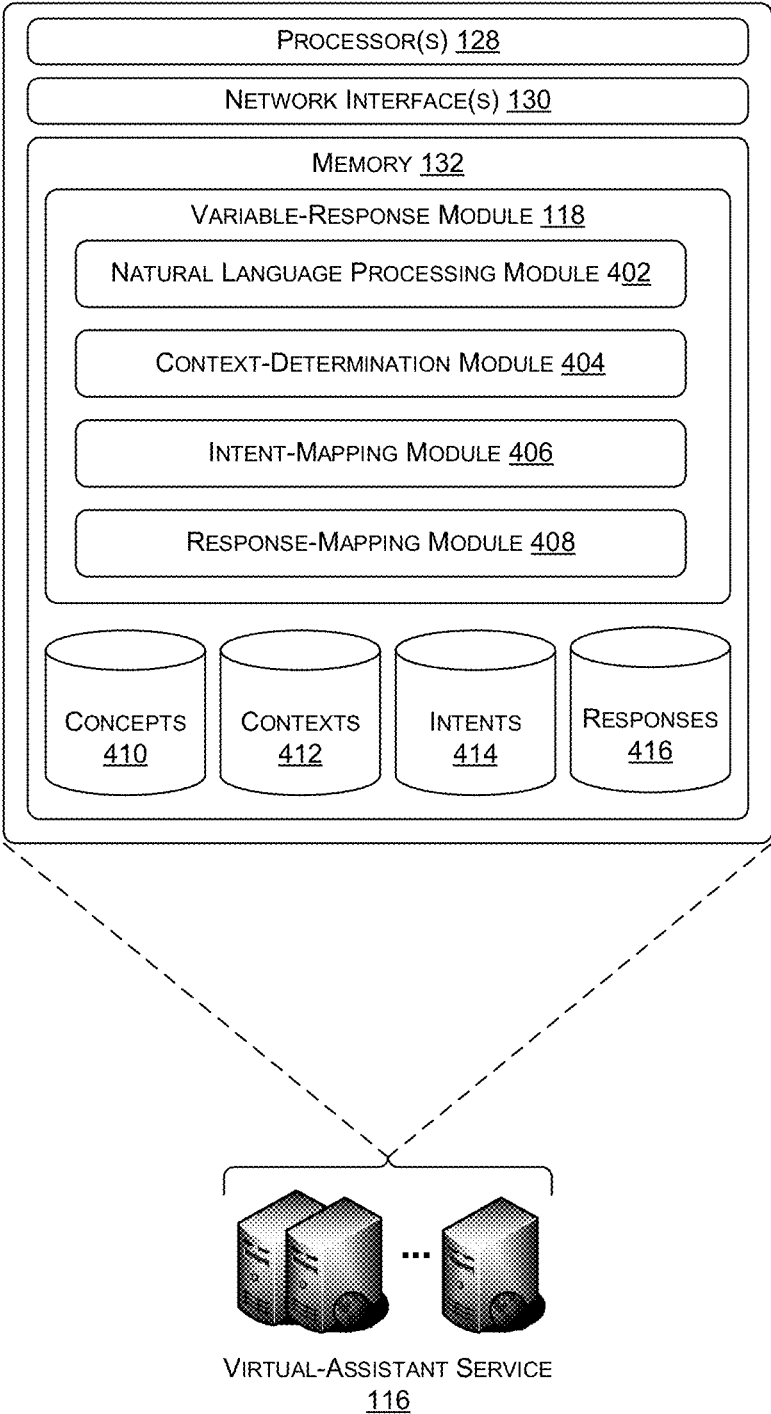 PROCESSOR(S) 128
NETWORK INTERFACE(S) 130
MEMORY 132
VARIABLE-RESPONSE MODULE 118
NATURAL LANGUAGE PROCESSING MODULE 402
CONTEXT-DETERMINATION MODULE 404
INTENT-MAPPING MODULE 406
RESPONSE-MAPPING MODULE 408
CONCEPTS
410
CONTEXTS
412
INTENTS
414
RESPONSES
416
...
VIRTUAL-ASSISTANT SERVICE
116